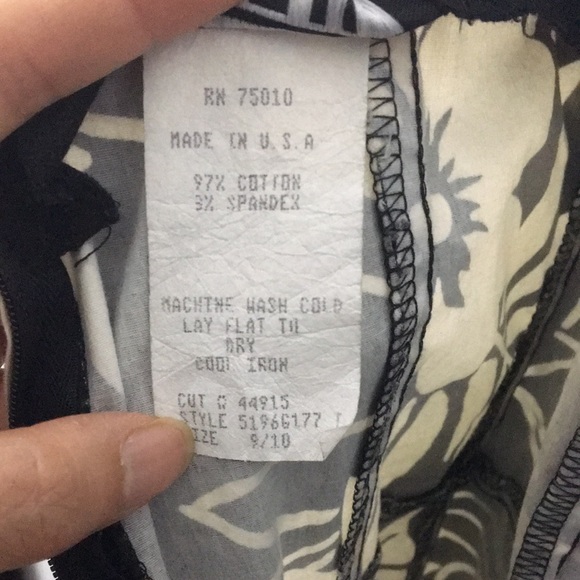 RN 75010
MADE IN U.S.A
97% COTTON
3% SPANDEX
MACHINE WASH COLD
LAY FLAT TO
DRY
COOL IRON
CUT # 44915
STYLE 5196G177 T
SIZE 9/10